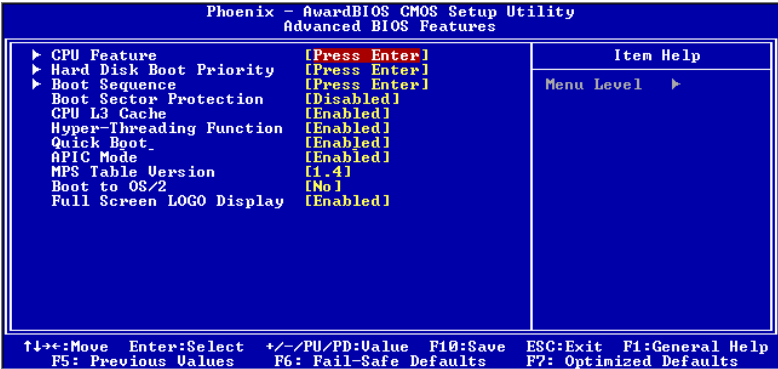 Phoenix - AwardBIOS CMOS Setup Utility
Advanced BIOS Features
▶ CPU Feature [Press Enter]
▶ Hard Disk Boot Priority [Press Enter]
▶ Boot Sequence [Press Enter]
Boot Sector Protection [Disabled]
CPU L3 Cache [Enabled]
Hyper-Threading Function [Enabled]
Quick Boot_ [Enabled]
APIC Mode [Enabled]
MPS Table Version [1.4]
Boot to OS/2 [No]
Full Screen LOGO Display [Enabled]
Item Help
Menu Level ▶
↑↓→←:Move Enter:Select +/-/PU/PD:Value F10:Save ESC:Exit F1:General Help
F5: Previous Values F6: Fail-Safe Defaults F7: Optimized Defaults